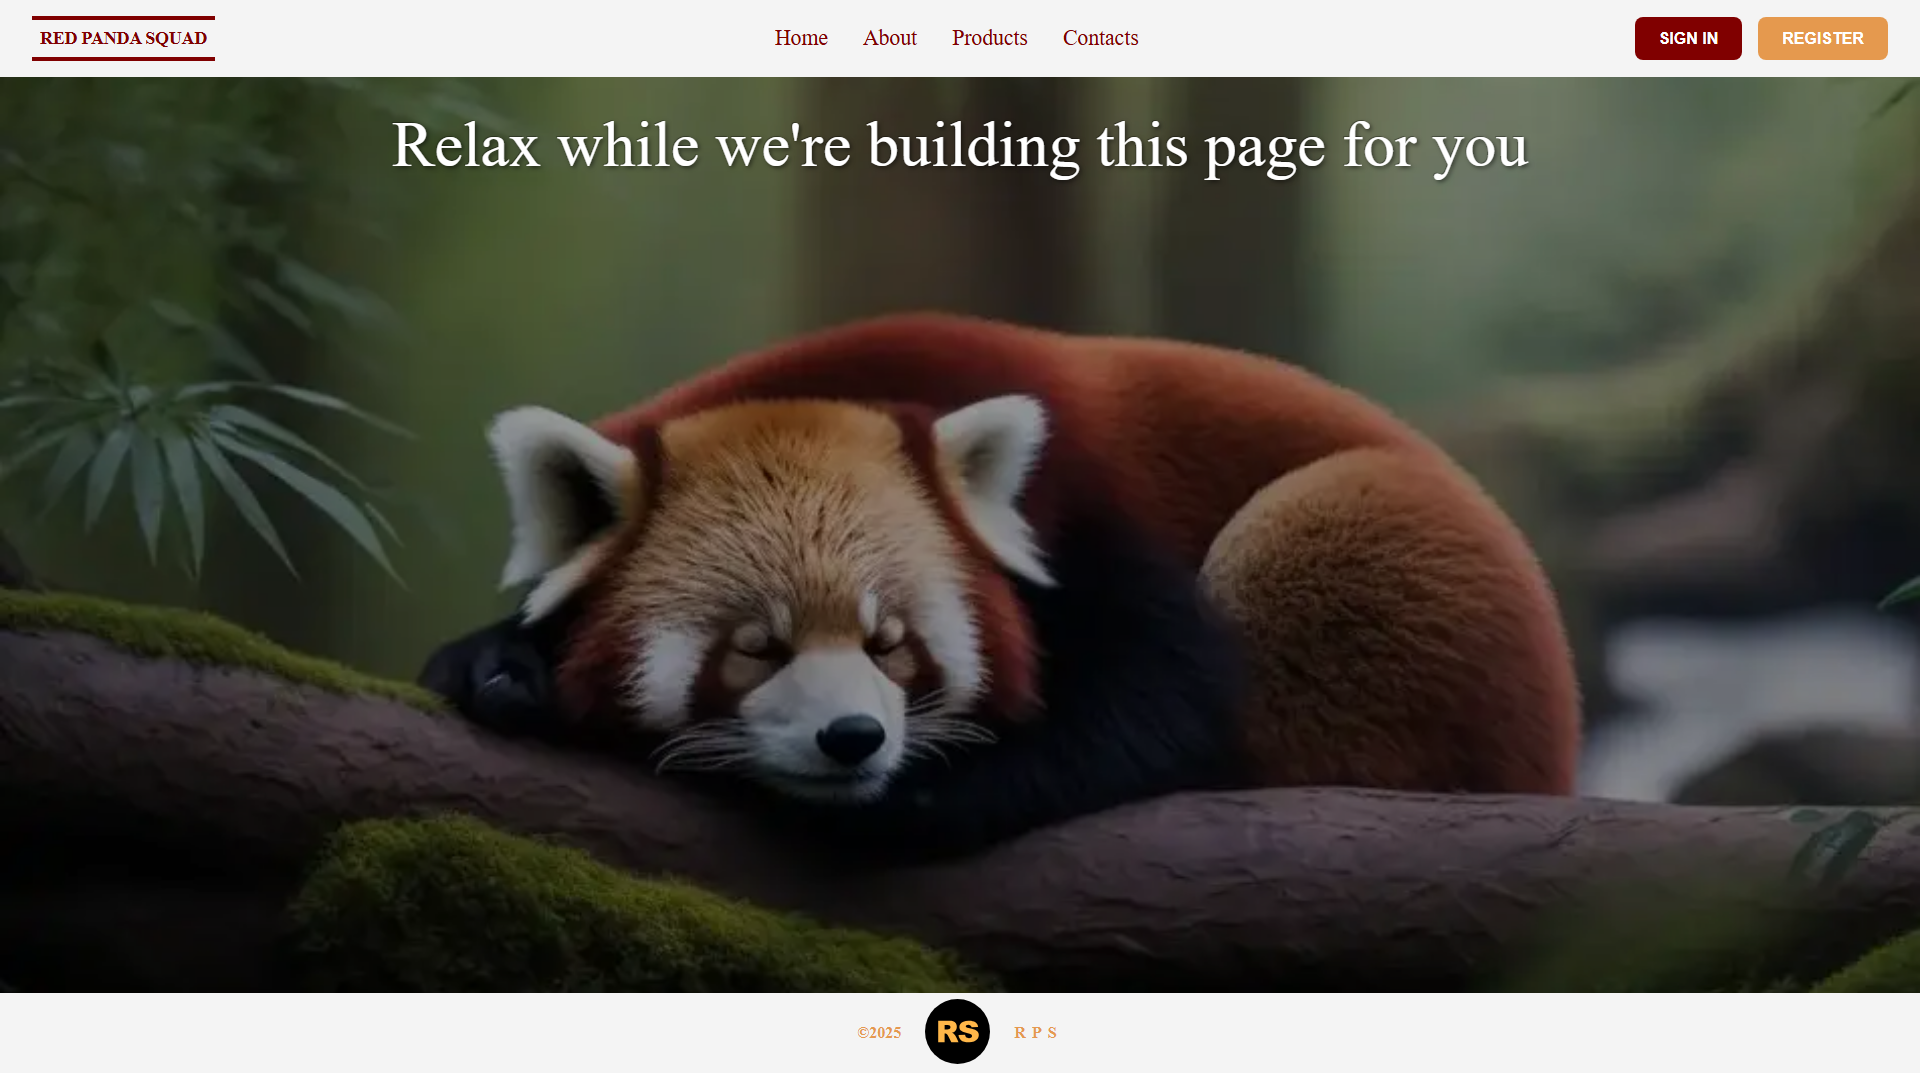 RED PANDA SQUAD
Home About Products Contacts
SIGN IN
REGISTER
Relax while we're building this page for you
©2025
RS
R P S